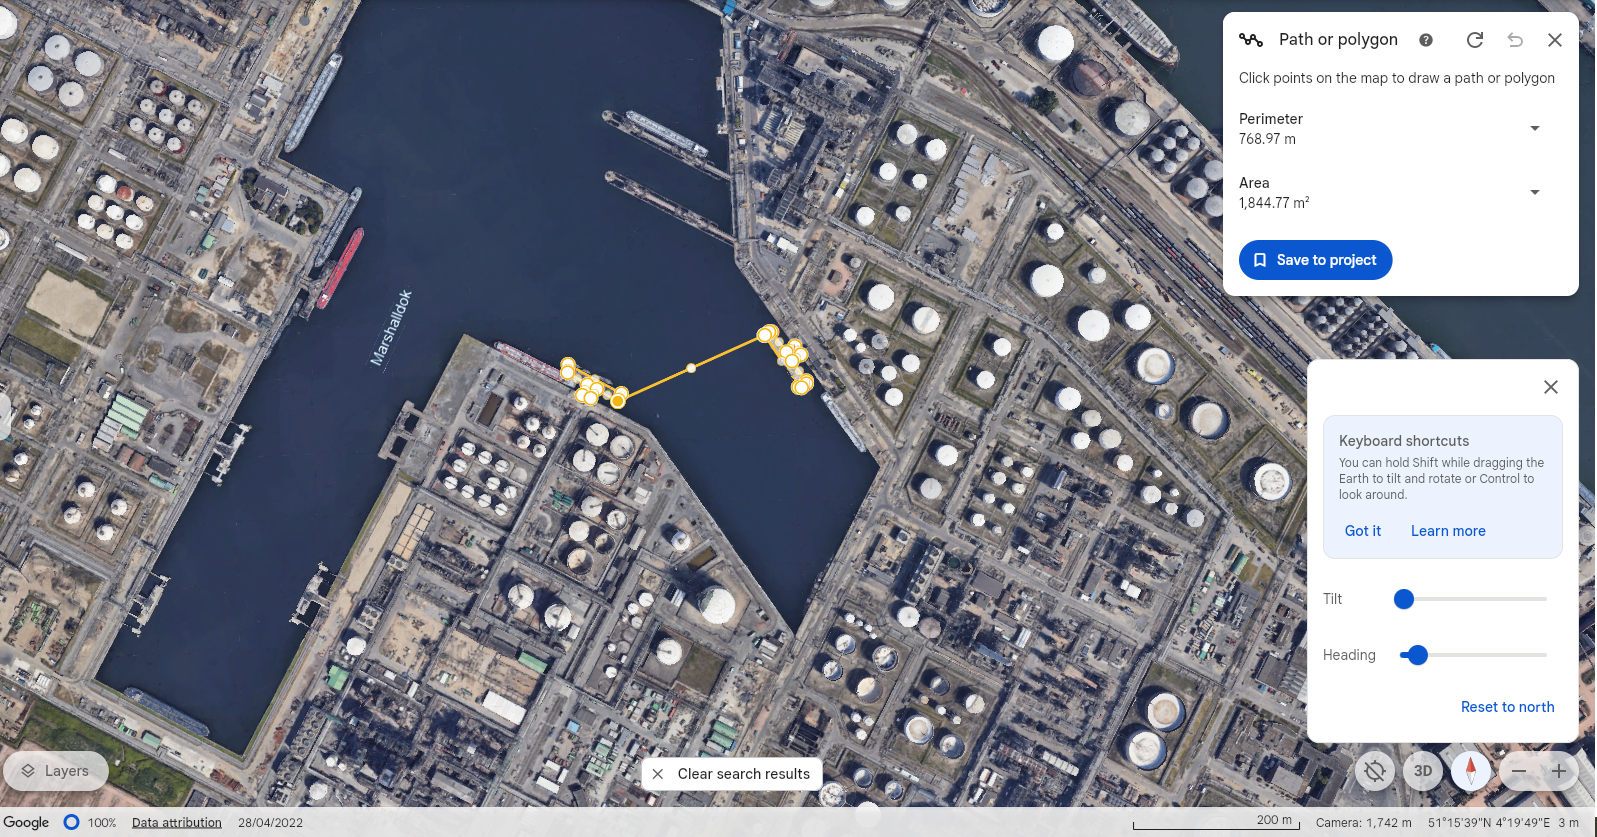 Path or polygon
Click points on the map to draw a path or polygon
Perimeter
768.97 m
Area
1,844.77 m²
Save to project
Marshalldok
Keyboard shortcuts
You can hold Shift while dragging the
Earth to tilt and rotate or Control to
look around.
Got it Learn more
Tilt
Heading
Reset to north
Layers
Clear search results
3D
Google 100% Data attribution 28/04/2022 200 m Camera: 1,742 m 51°15'39"N 4°19'49"E 3 m